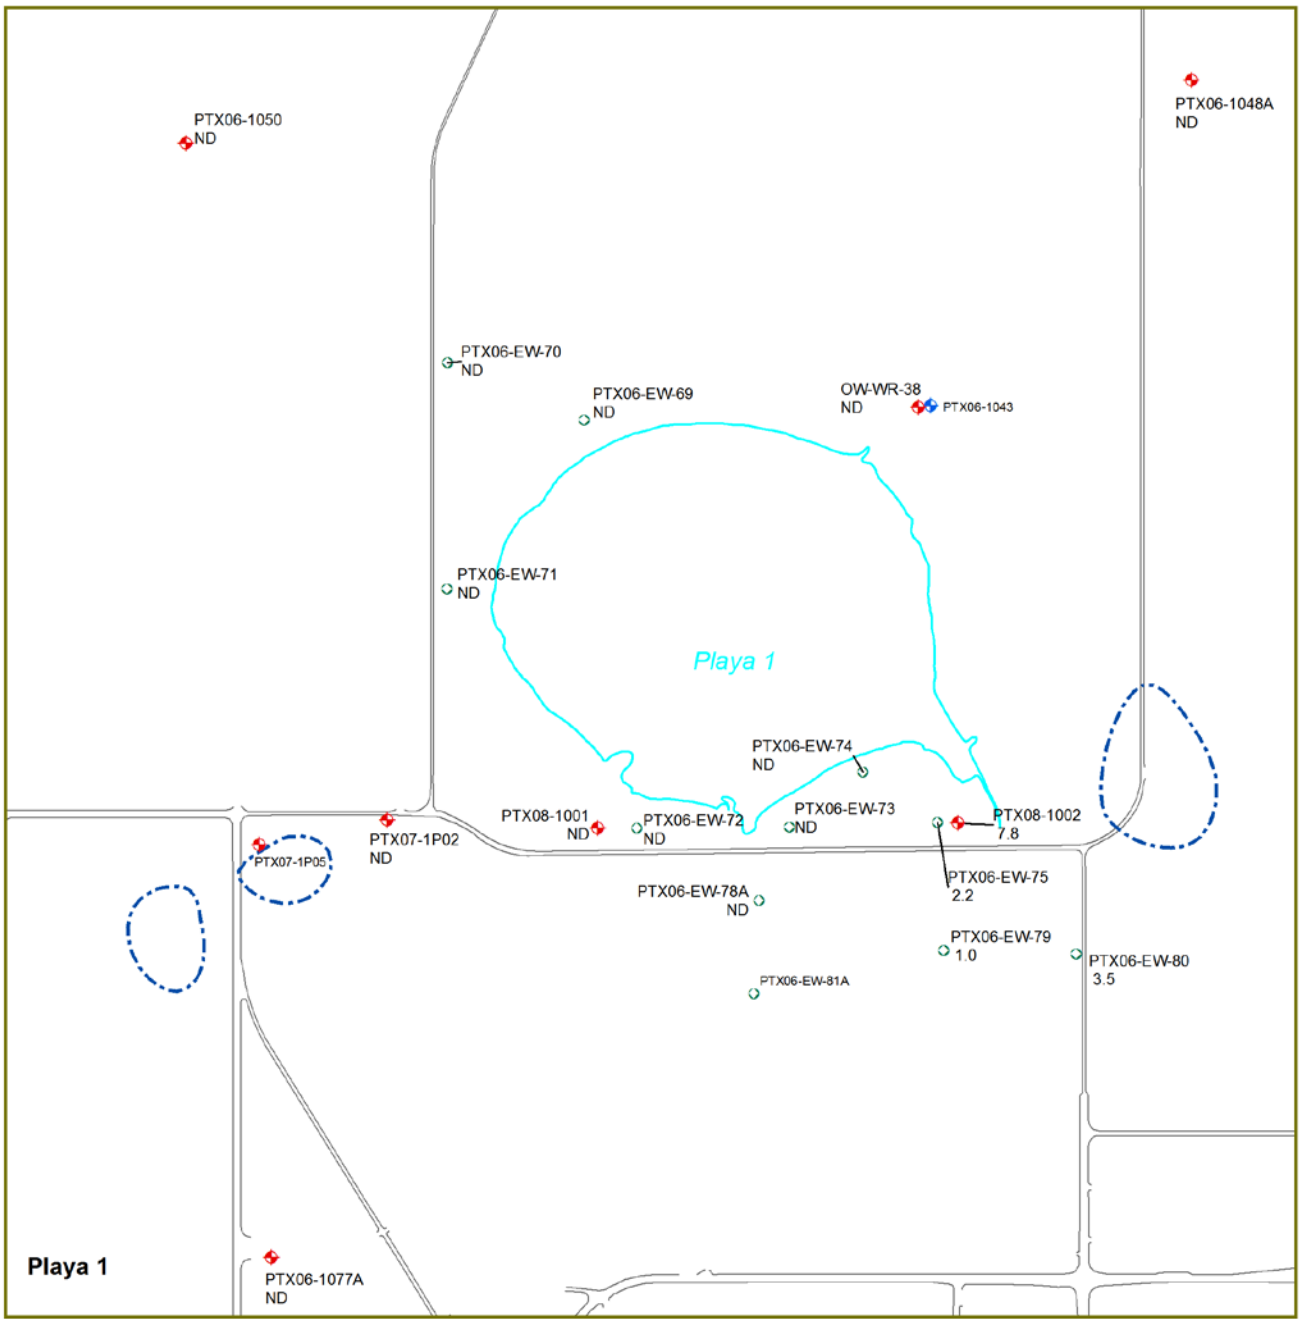 PTX06-1048A
ND
PTX06-1050
ND
PTX06-EW-70
ND
PTX06-EW-69
ND
OW-WR-38
ND
PTX06-1043
PTX06-EW-71
ND
Playa 1
PTX06-EW-74
ND
PTX08-1001
ND
PTX06-EW-72
ND
PTX06-EW-73
ND
PTX08-1002
7.8
PTX07-1P02
ND
PTX07-1P05
PTX06-EW-75
2.2
PTX06-EW-78A
ND
PTX06-EW-79
1.0
PTX06-EW-80
3.5
PTX06-EW-81A
Playa 1
PTX06-1077A
ND